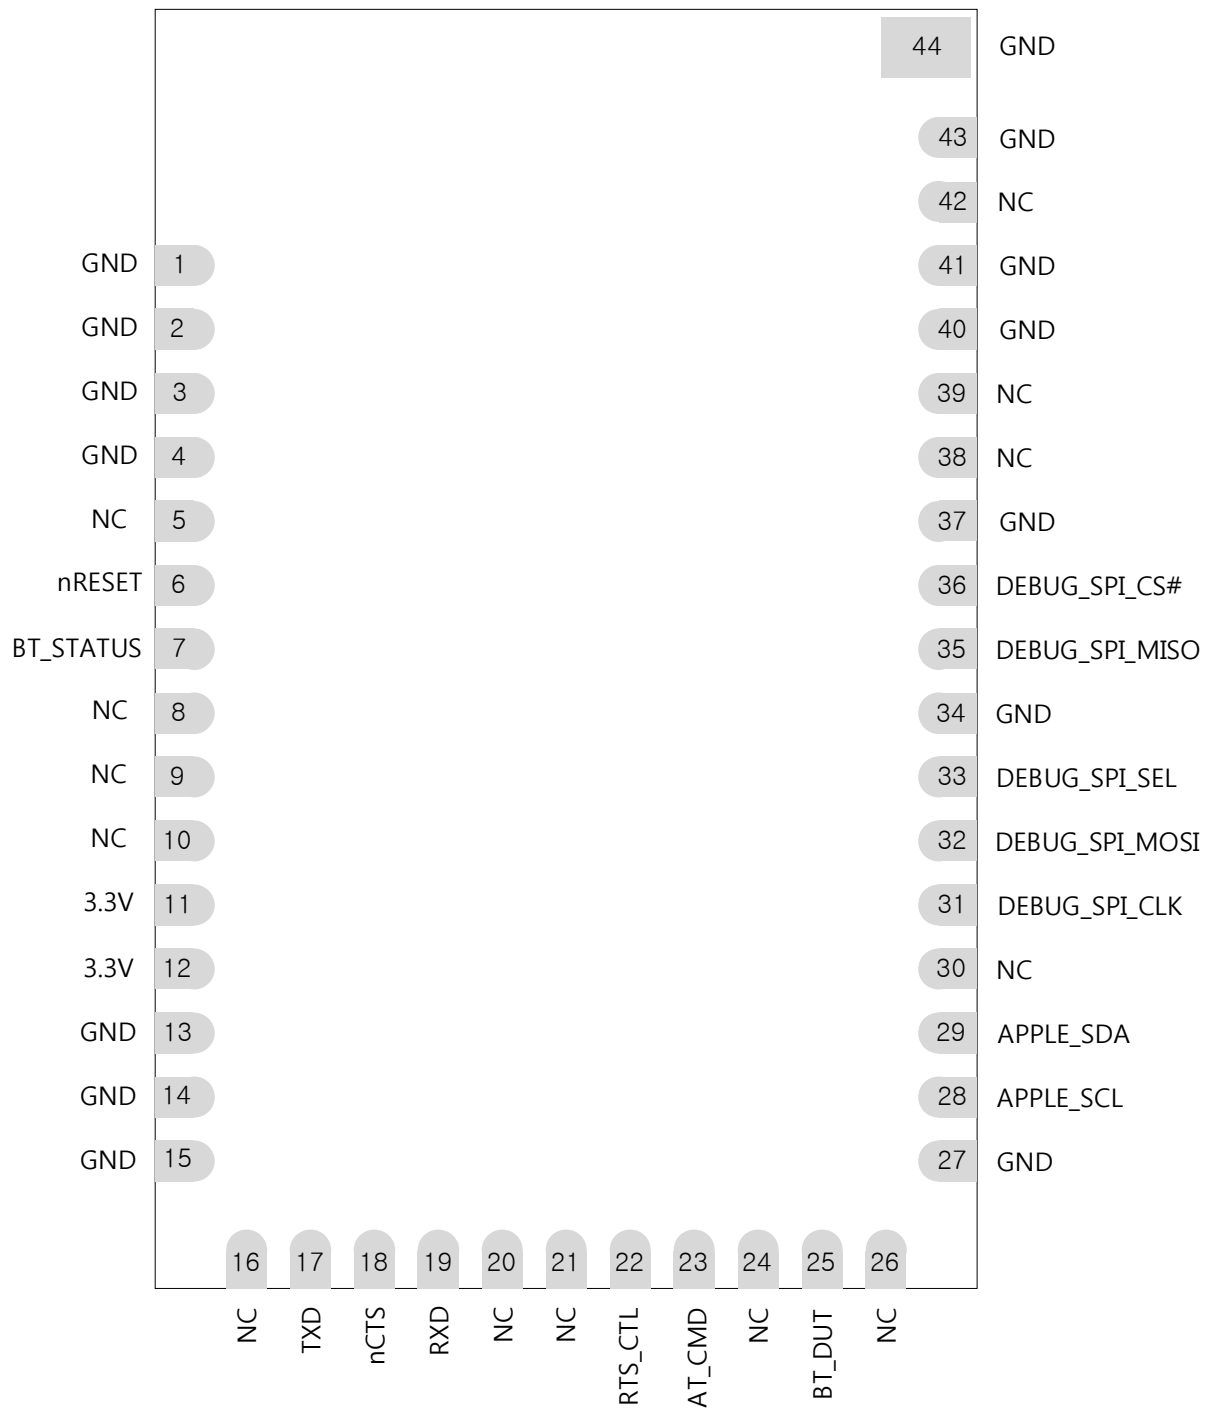 44 GND
43 GND
42 NC
GND 1 41 GND
GND 2 40 GND
GND 3 39 NC
GND 4 38 NC
NC 5 37 GND
nRESET 6 36 DEBUG_SPI_CS#
BT_STATUS 7 35 DEBUG_SPI_MISO
NC 8 34 GND
NC 9 33 DEBUG_SPI_SEL
NC 10 32 DEBUG_SPI_MOSI
3.3V 11 31 DEBUG_SPI_CLK
3.3V 12 30 NC
GND 13 29 APPLE_SDA
GND 14 28 APPLE_SCL
GND 15 27 GND
16 17 18 19 20 21 22 23 24 25 26
NC TXD nCTS RXD NC NC RTS_CTL AT_CMD NC BT_DUT NC